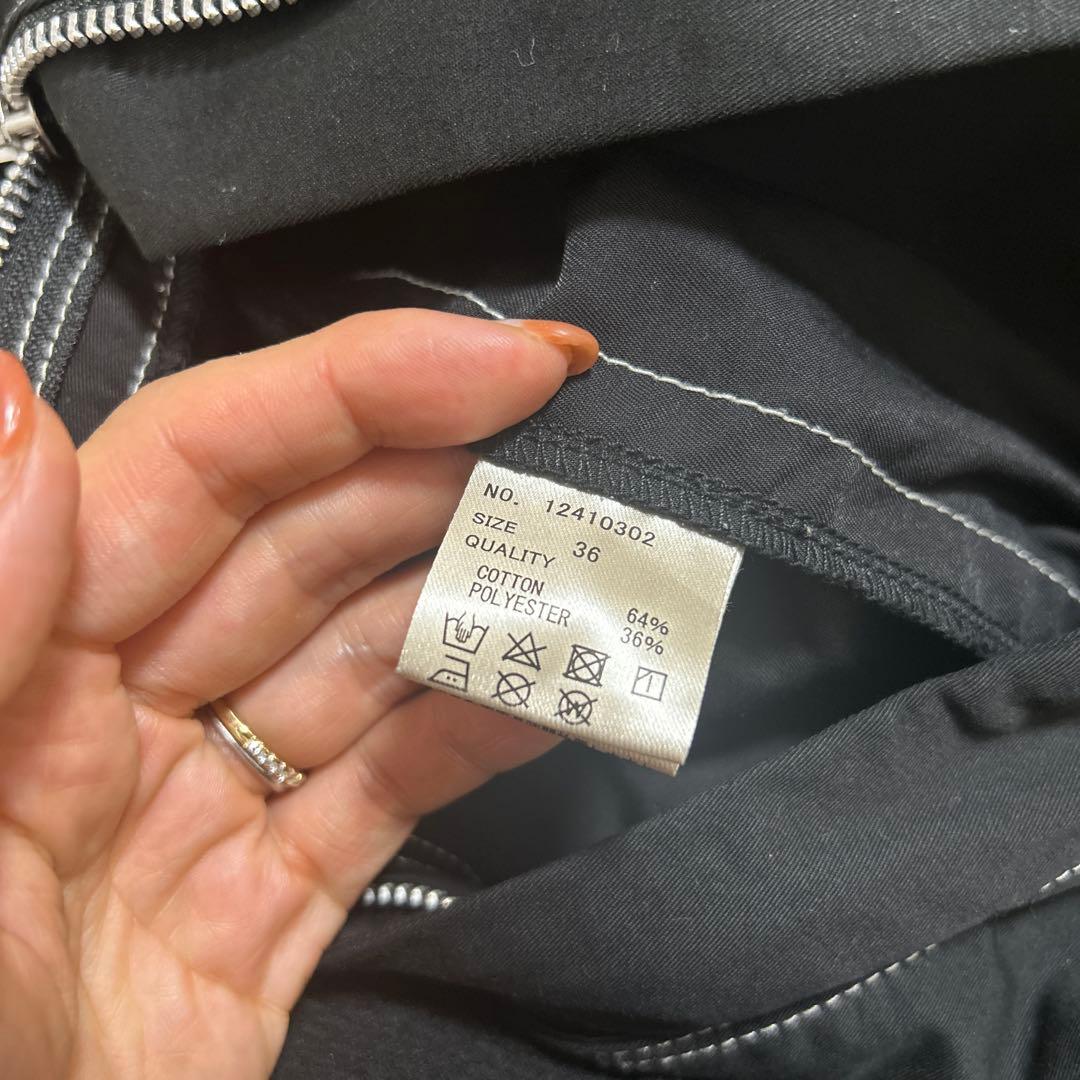 NO. 12410302
SIZE 36
QUALITY
COTTON 64%
POLYESTER 36%